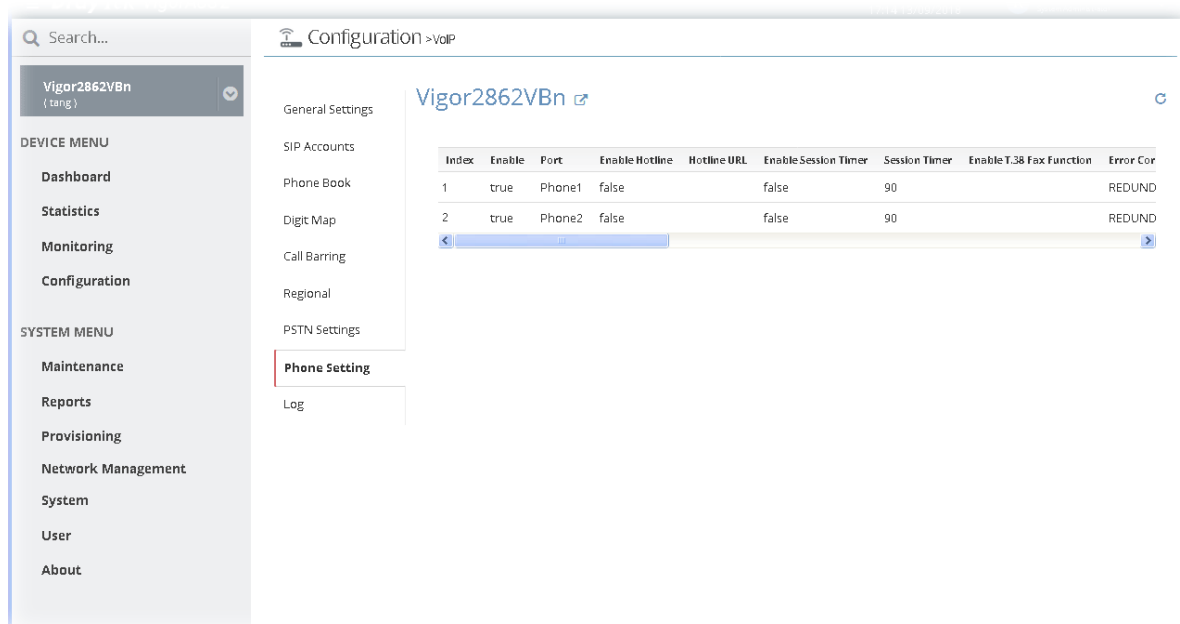 Search...
Configuration >VoIP
Vigor2862VBn
( tang )
DEVICE MENU
Dashboard
Statistics
Monitoring
Configuration
SYSTEM MENU
Maintenance
Reports
Provisioning
Network Management
System
User
About
General Settings
SIP Accounts
Phone Book
Digit Map
Call Barring
Regional
PSTN Settings
Phone Setting
Log
Vigor2862VBn
Index Enable Port Enable Hotline Hotline URL Enable Session Timer Session Timer Enable T.38 Fax Function Error Cor
1 true Phone1 false false 90 REDUND
2 true Phone2 false false 90 REDUND